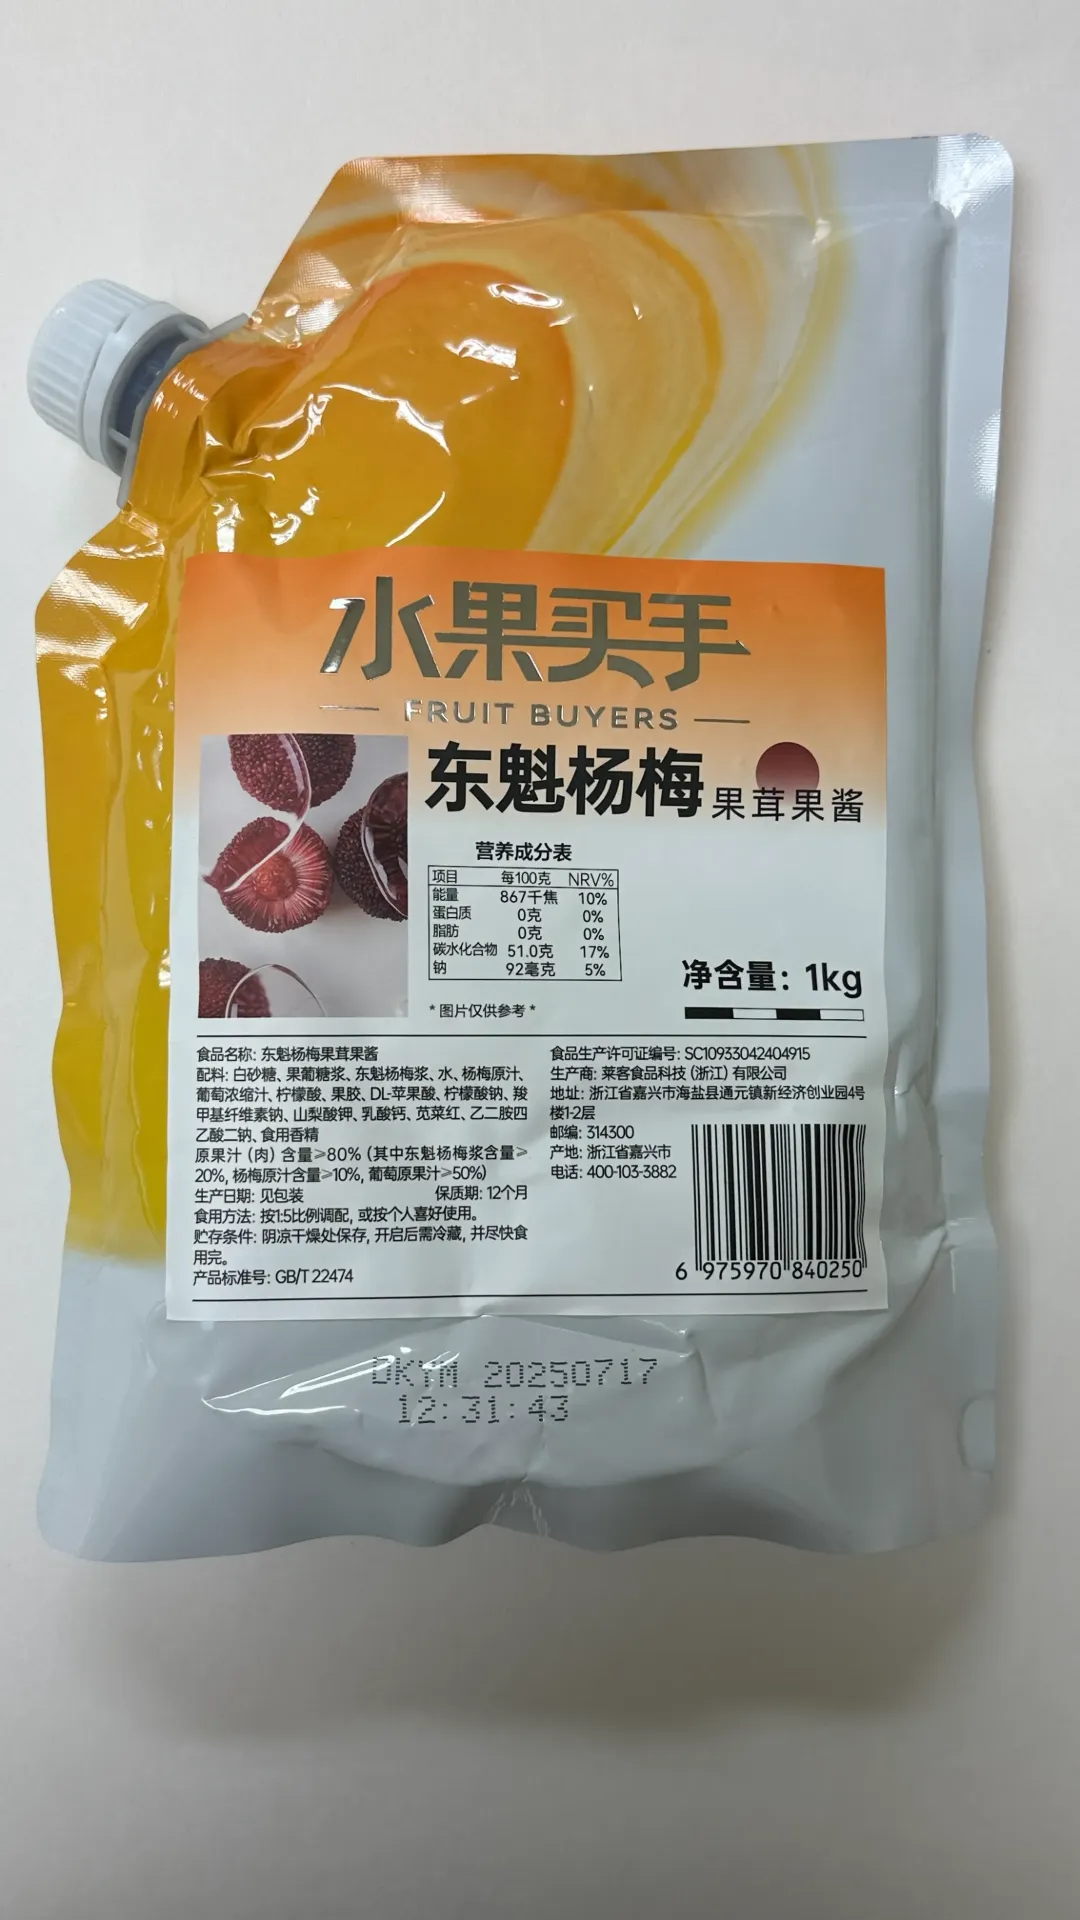 水果买手
FRUIT BUYERS
东魁杨梅 果茸果酱
营养成分表
项目 每100克 NRV%
能量 867千焦 10%
蛋白质 0克 0%
脂肪 0克 0%
碳水化合物 51.0克 17%
钠 92毫克 5%
*图片仅供参考*
净含量：1kg
食品名称: 东魁杨梅果茸果酱
配料: 白砂糖、果葡糖浆、东魁杨梅浆、水、杨梅原汁、
葡萄浓缩汁、柠檬酸、果胶、DL-苹果酸、柠檬酸钠、羧
甲基纤维素钠、山梨酸钾、乳酸钙、苋菜红、乙二胺四
乙酸二钠、食用香精
原果汁（肉）含量≥80%（其中东魁杨梅浆含量≥
20%, 杨梅原汁含量≥10%, 葡萄原果汁≥50%）
生产日期: 见包装 保质期: 12个月
食用方法: 按1:5比例调配, 或按个人喜好使用。
贮存条件: 阴凉干燥处保存, 开启后需冷藏, 并尽快食
用完。
产品标准号: GB/T 22474
食品生产许可证编号: SC10933042404915
生产商: 莱客食品科技（浙江）有限公司
地址: 浙江省嘉兴市海盐县通元镇新经济创业园4号
楼1-2层
邮编: 314300
产地: 浙江省嘉兴市
电话: 400-103-3882
6 975970 840250
DKYM 20250717
12:31:43